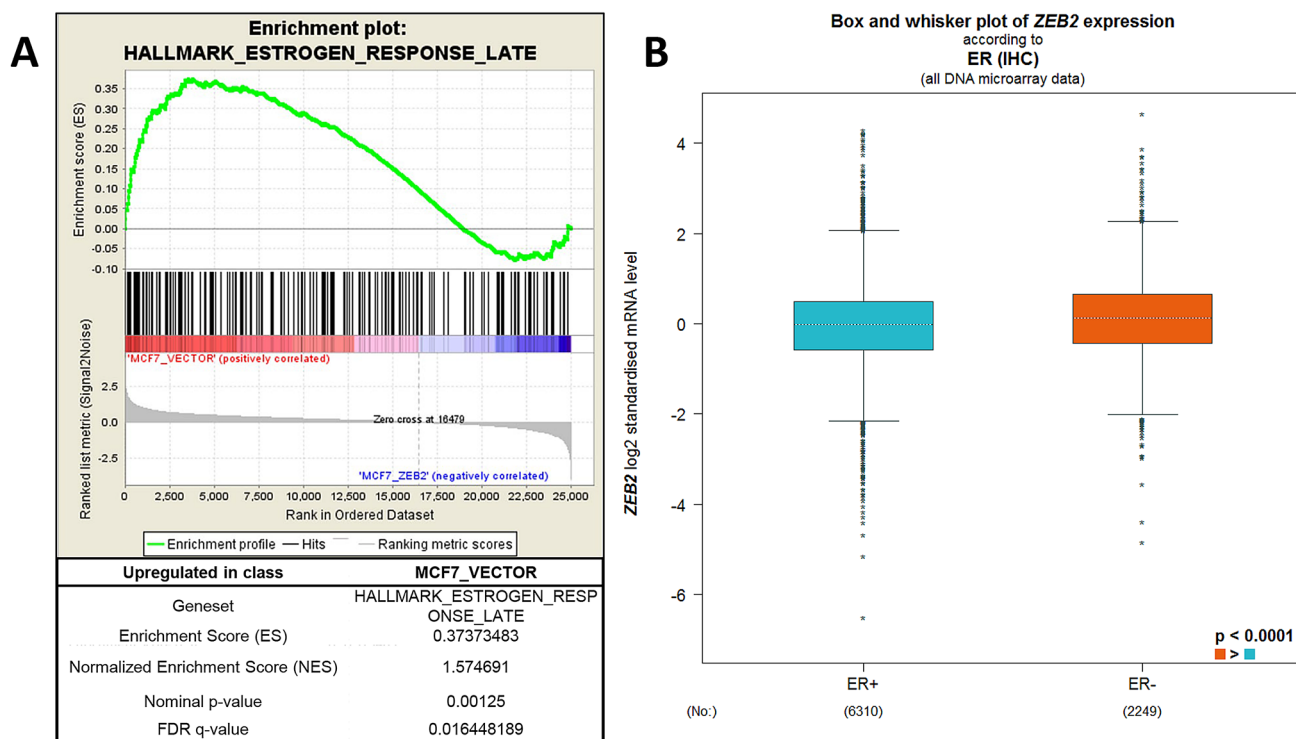 A
Enrichment plot:
HALLMARK_ESTROGEN_RESPONSE_LATE
Enrichment score (ES)
0.35
0.30
0.25
0.20
0.15
0.10
0.05
0.00
-0.05
-0.10
'MCF7_VECTOR' (positively correlated)
Ranked list metric (Signal2Noise)
2.5
0.0
-2.5
Zero cross at 16479
'MCF7_ZEB2' (negatively correlated)
0 2,500 5,000 7,500 10,000 12,500 15,000 17,500 20,000 22,500 25,000
Rank in Ordered Dataset
Enrichment profile Hits Ranking metric scores
Upregulated in class MCF7_VECTOR
Geneset HALLMARK_ESTROGEN_RESP
ONSE_LATE
Enrichment Score (ES) 0.37373483
Normalized Enrichment Score (NES) 1.574691
Nominal p-value 0.00125
FDR q-value 0.016448189
B
Box and whisker plot of ZEB2 expression
according to
ER (IHC)
(all DNA microarray data)
ZEB2 log2 standardised mRNA level
4
2
0
-2
-4
-6
p < 0.0001
>
ER+ ER-
(No:) (6310) (2249)